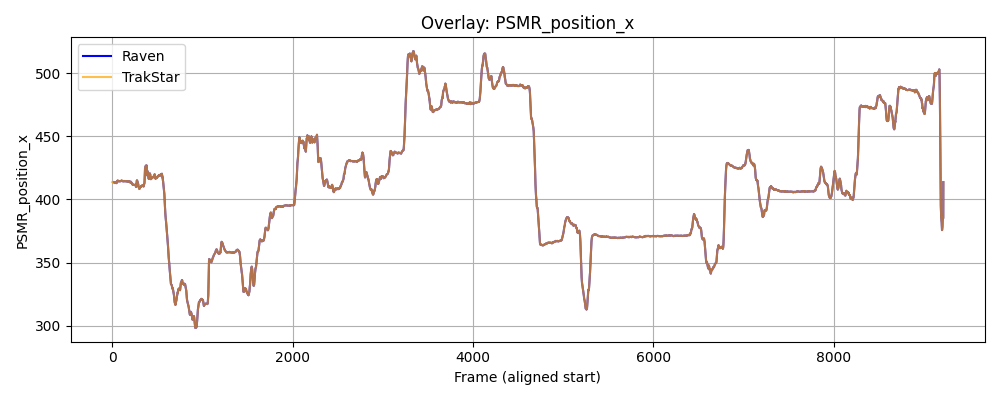 Overlay: PSMR_position_x
Raven
TrakStar
PSMR_position_x
500
450
400
350
300
0
2000
4000
6000
8000
Frame (aligned start)